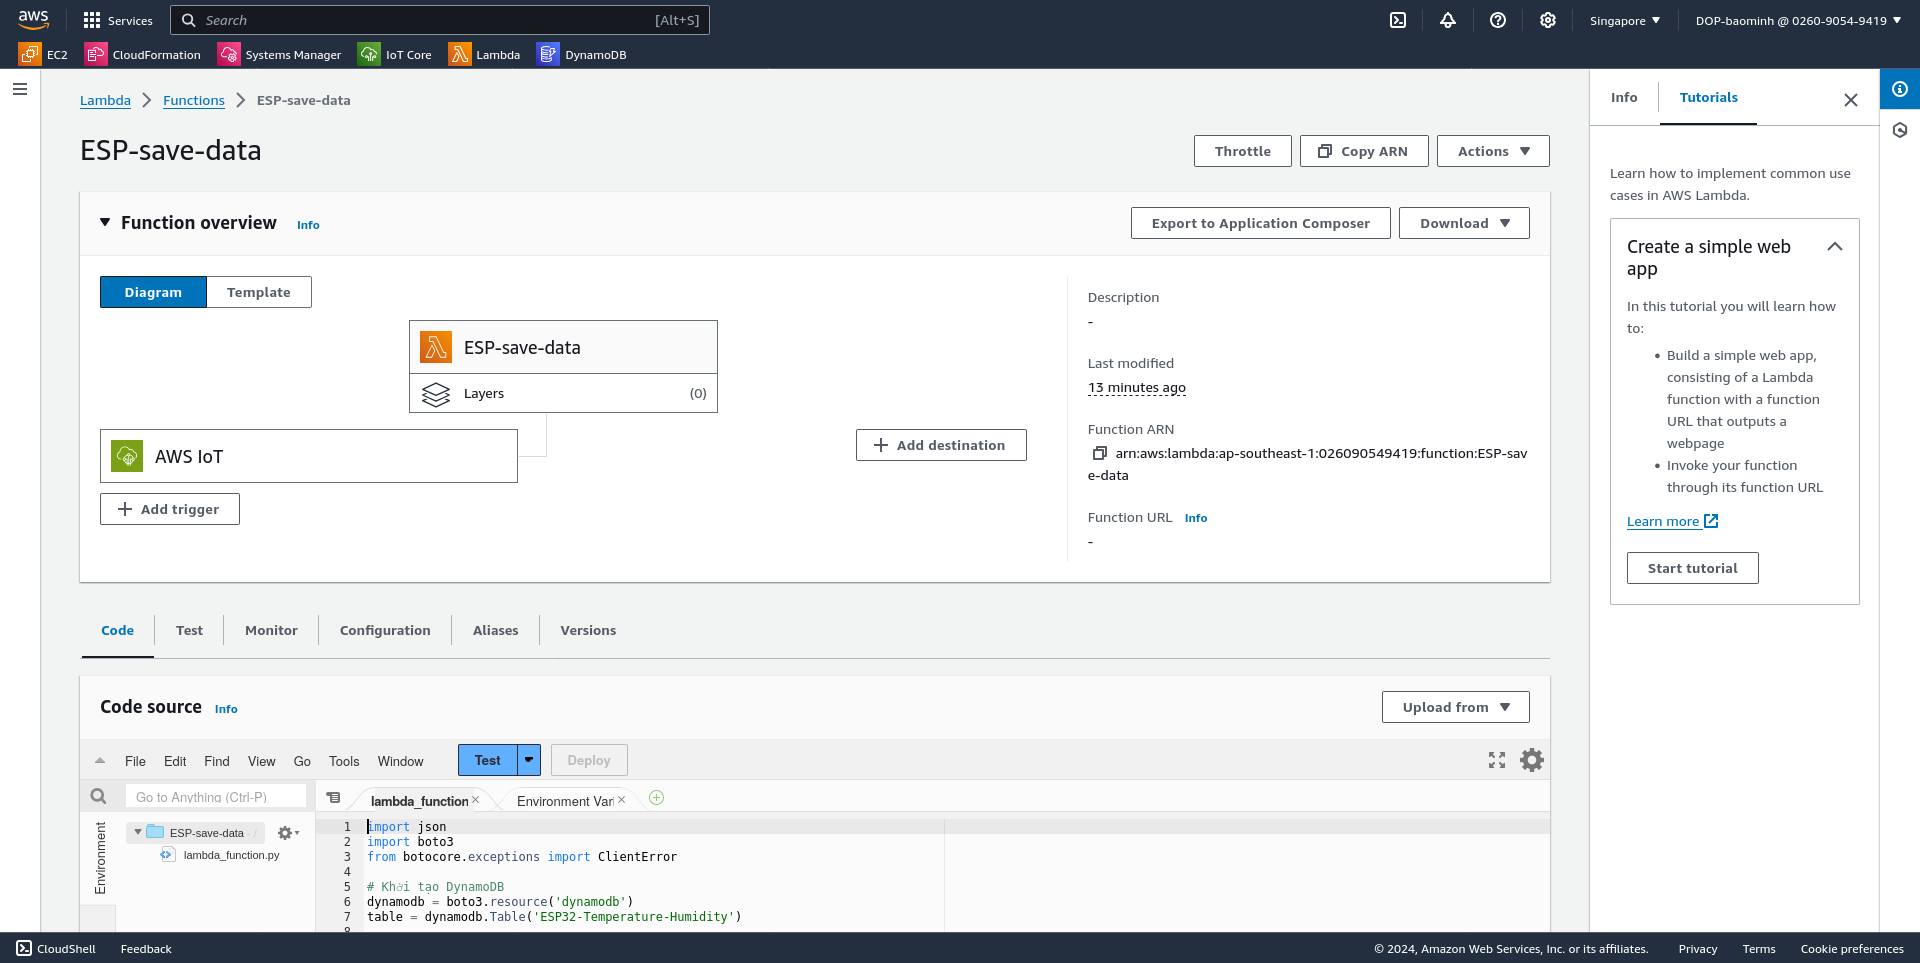 aws
Services
Search
[Alt+S]
Singapore
DOP-baominh @ 0260-9054-9419
EC2
CloudFormation
Systems Manager
IoT Core
Lambda
DynamoDB
Lambda
Functions
ESP-save-data
ESP-save-data
Throttle
Copy ARN
Actions
Function overview Info
Export to Application Composer
Download
Diagram
Template
ESP-save-data
Layers
(0)
AWS IoT
Add trigger
Add destination
Description
-
Last modified
13 minutes ago
Function ARN
arn:aws:lambda:ap-southeast-1:026090549419:function:ESP-sav
e-data
Function URL Info
-
Code
Test
Monitor
Configuration
Aliases
Versions
Code source Info
Upload from
File
Edit
Find
View
Go
Tools
Window
Test
Deploy
Go to Anything (Ctrl-P)
Environment
ESP-save-data - /
lambda_function.py
lambda_function
Environment Var
1 import json
2 import boto3
3 from botocore.exceptions import ClientError
4
5 # Khởi tạo DynamoDB
6 dynamodb = boto3.resource('dynamodb')
7 table = dynamodb.Table('ESP32-Temperature-Humidity')
8
Info
Tutorials
Learn how to implement common use
cases in AWS Lambda.
Create a simple web
app
In this tutorial you will learn how
to:
• Build a simple web app,
consisting of a Lambda
function with a function
URL that outputs a
webpage
• Invoke your function
through its function URL
Learn more
Start tutorial
CloudShell
Feedback
© 2024, Amazon Web Services, Inc. or its affiliates.
Privacy
Terms
Cookie preferences